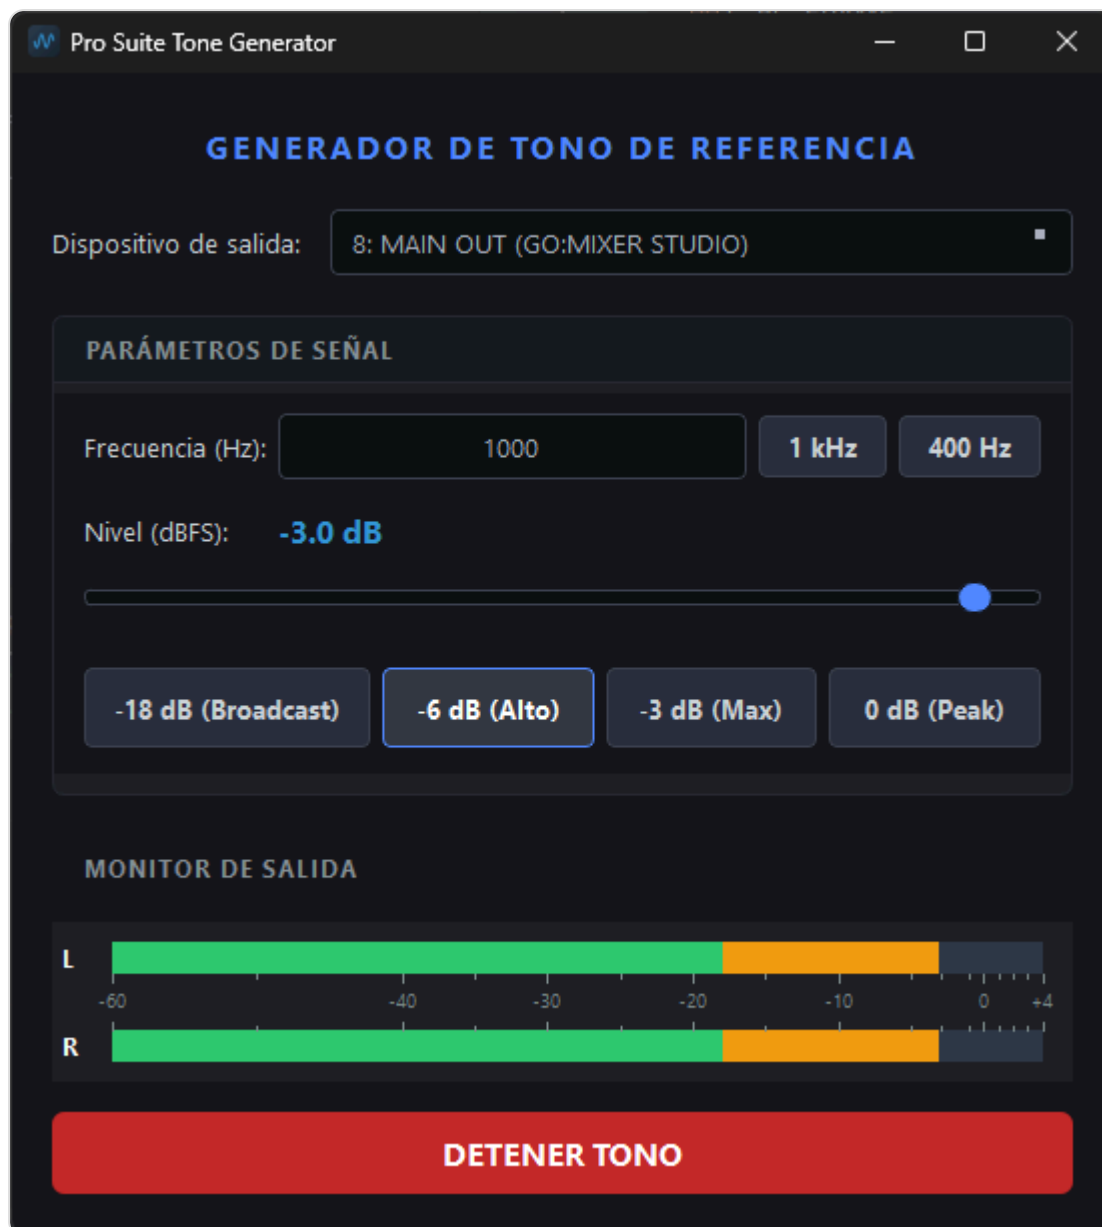 Pro Suite Tone Generator
GENERADOR DE TONO DE REFERENCIA
Dispositivo de salida: 8: MAIN OUT (GO:MIXER STUDIO)
PARÁMETROS DE SEÑAL
Frecuencia (Hz): 1000 1 kHz 400 Hz
Nivel (dBFS): -3.0 dB
-18 dB (Broadcast) -6 dB (Alto) -3 dB (Max) 0 dB (Peak)
MONITOR DE SALIDA
L
-60 -40 -30 -20 -10 0 +4
R
DETENER TONO